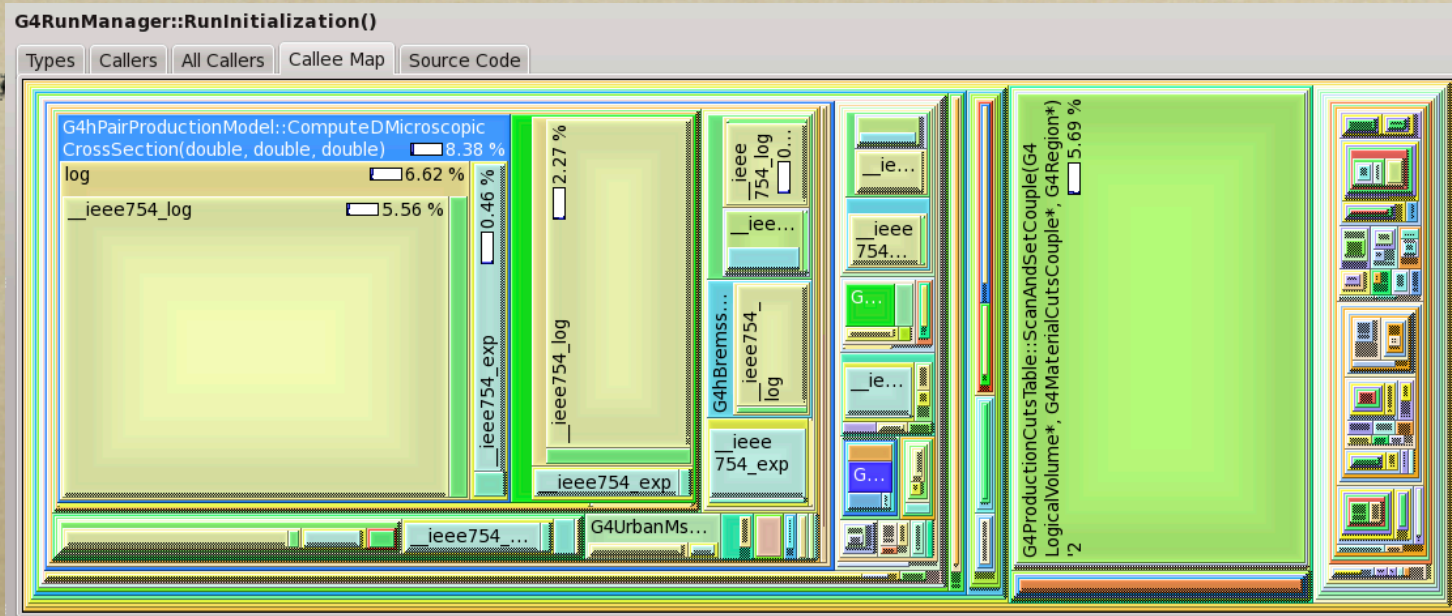 G4RunManager::RunInitialization()
Types
Callers
All Callers
Callee Map
Source Code
G4hPairProductionModel::ComputeDMicroscopic
CrossSection(double, double, double) 8.38 %
log 6.62 %
__ieee754_log 5.56 %
__ieee754_exp 0.46 %
__ieee754_log 2.27 %
__ieee754_exp
__ieee
754_log 0...
__iee...
G4hBremss...
__ieee754_
log
__ieee
754_exp
__ieee754_...
G4UrbanMs...
__ie...
__ieee
754...
G...
__ie...
G...
G4ProductionCutsTable::ScanAndSetCouple(G4
LogicalVolume*, G4MaterialCutsCouple*, G4Region*)
'2 5.69 %